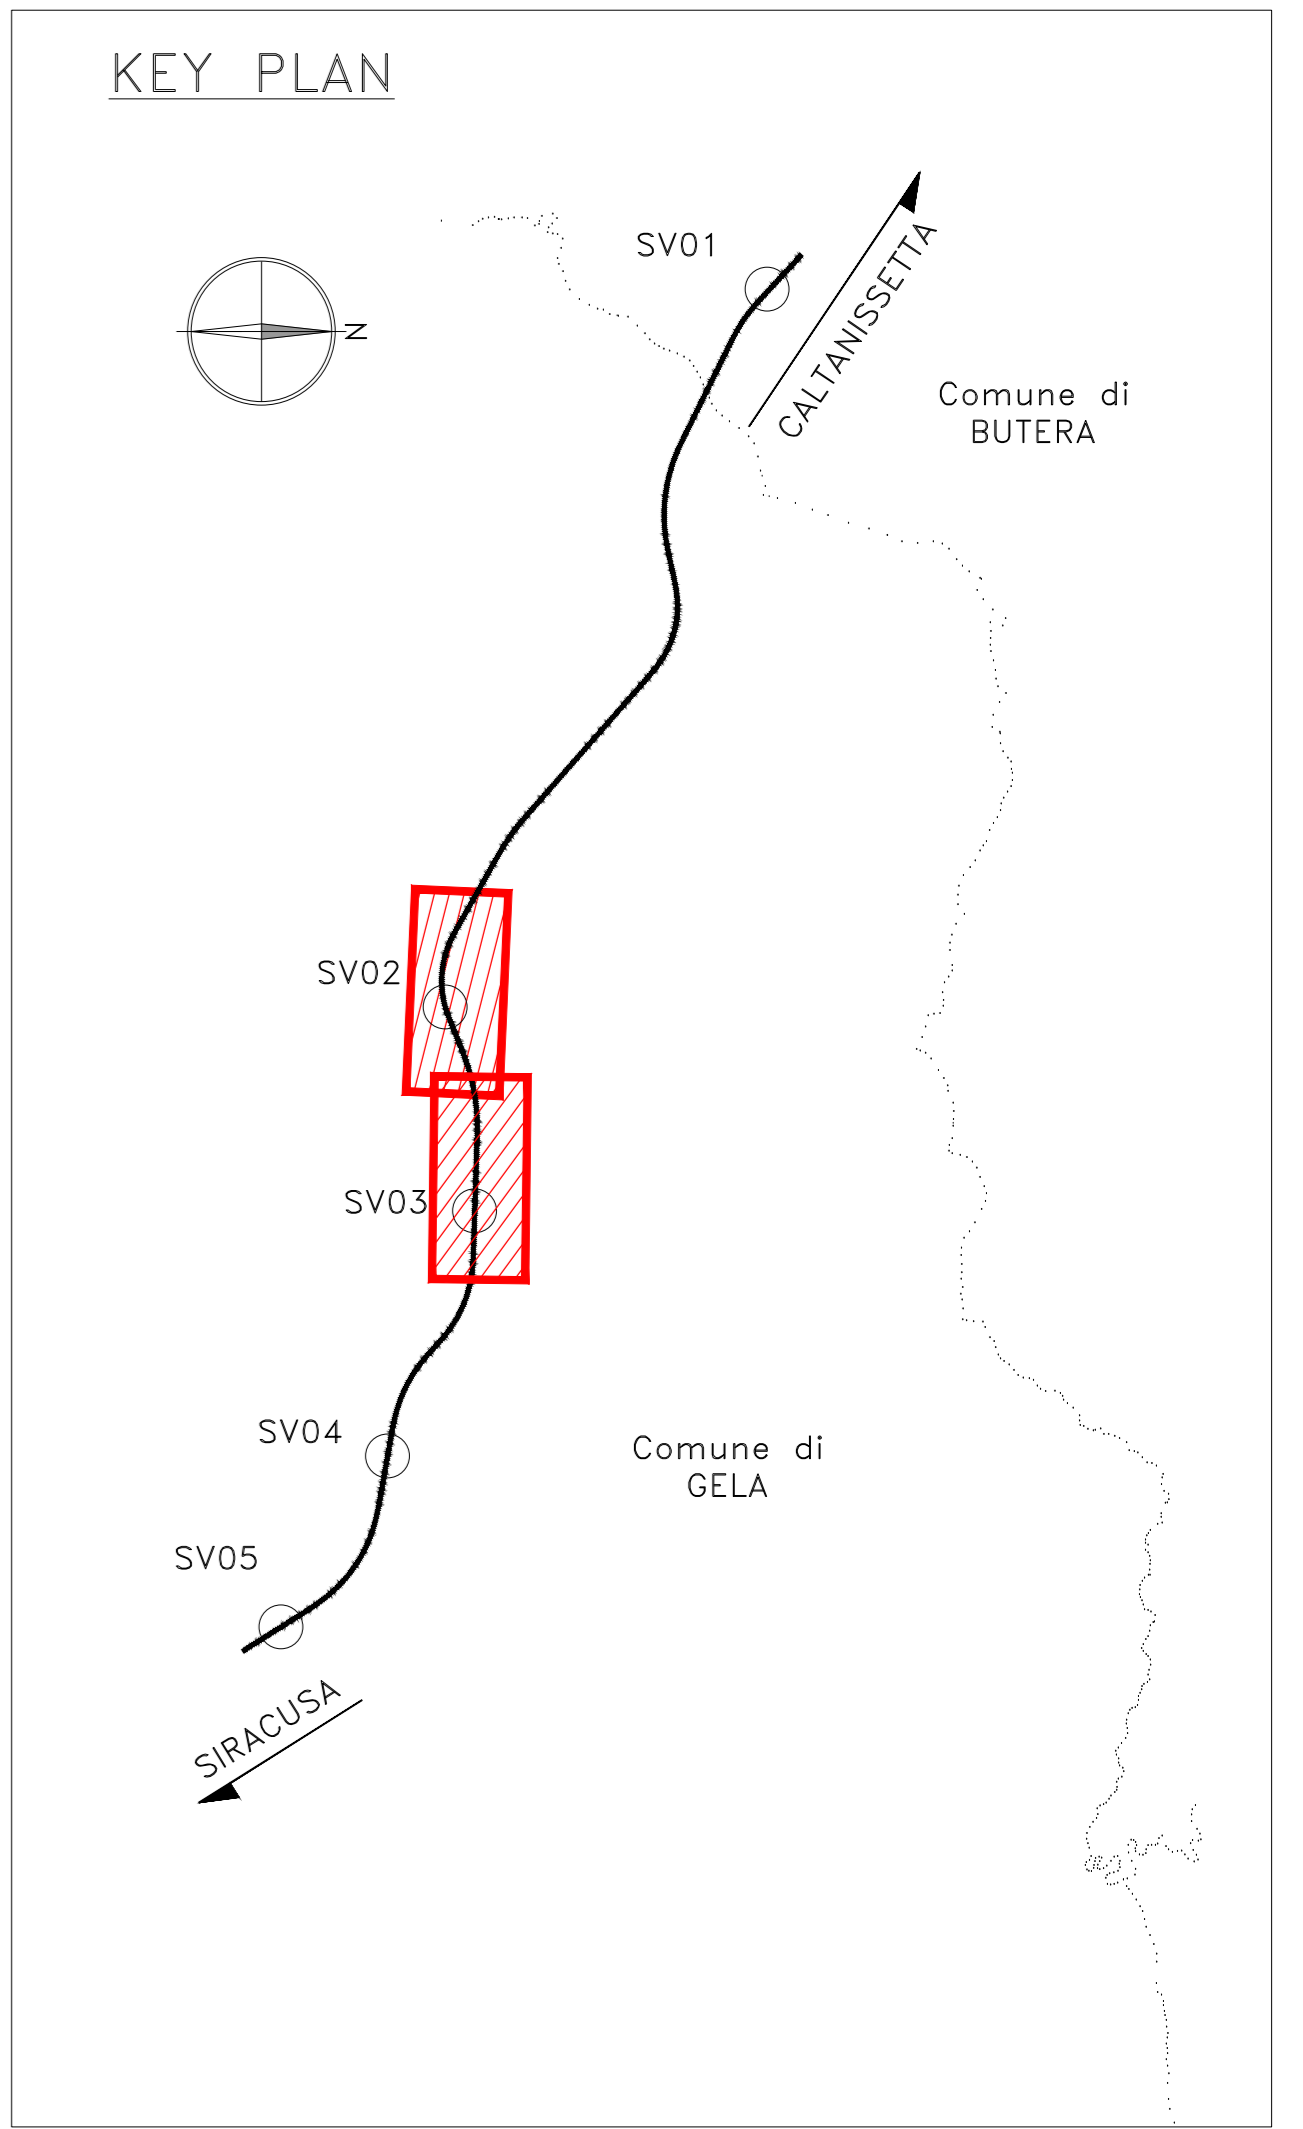 KEY PLAN
SV01
CALTANISSETTA
N
Comune di
BUTERA
SV02
SV03
SV04
Comune di
GELA
SV05
SIRACUSA